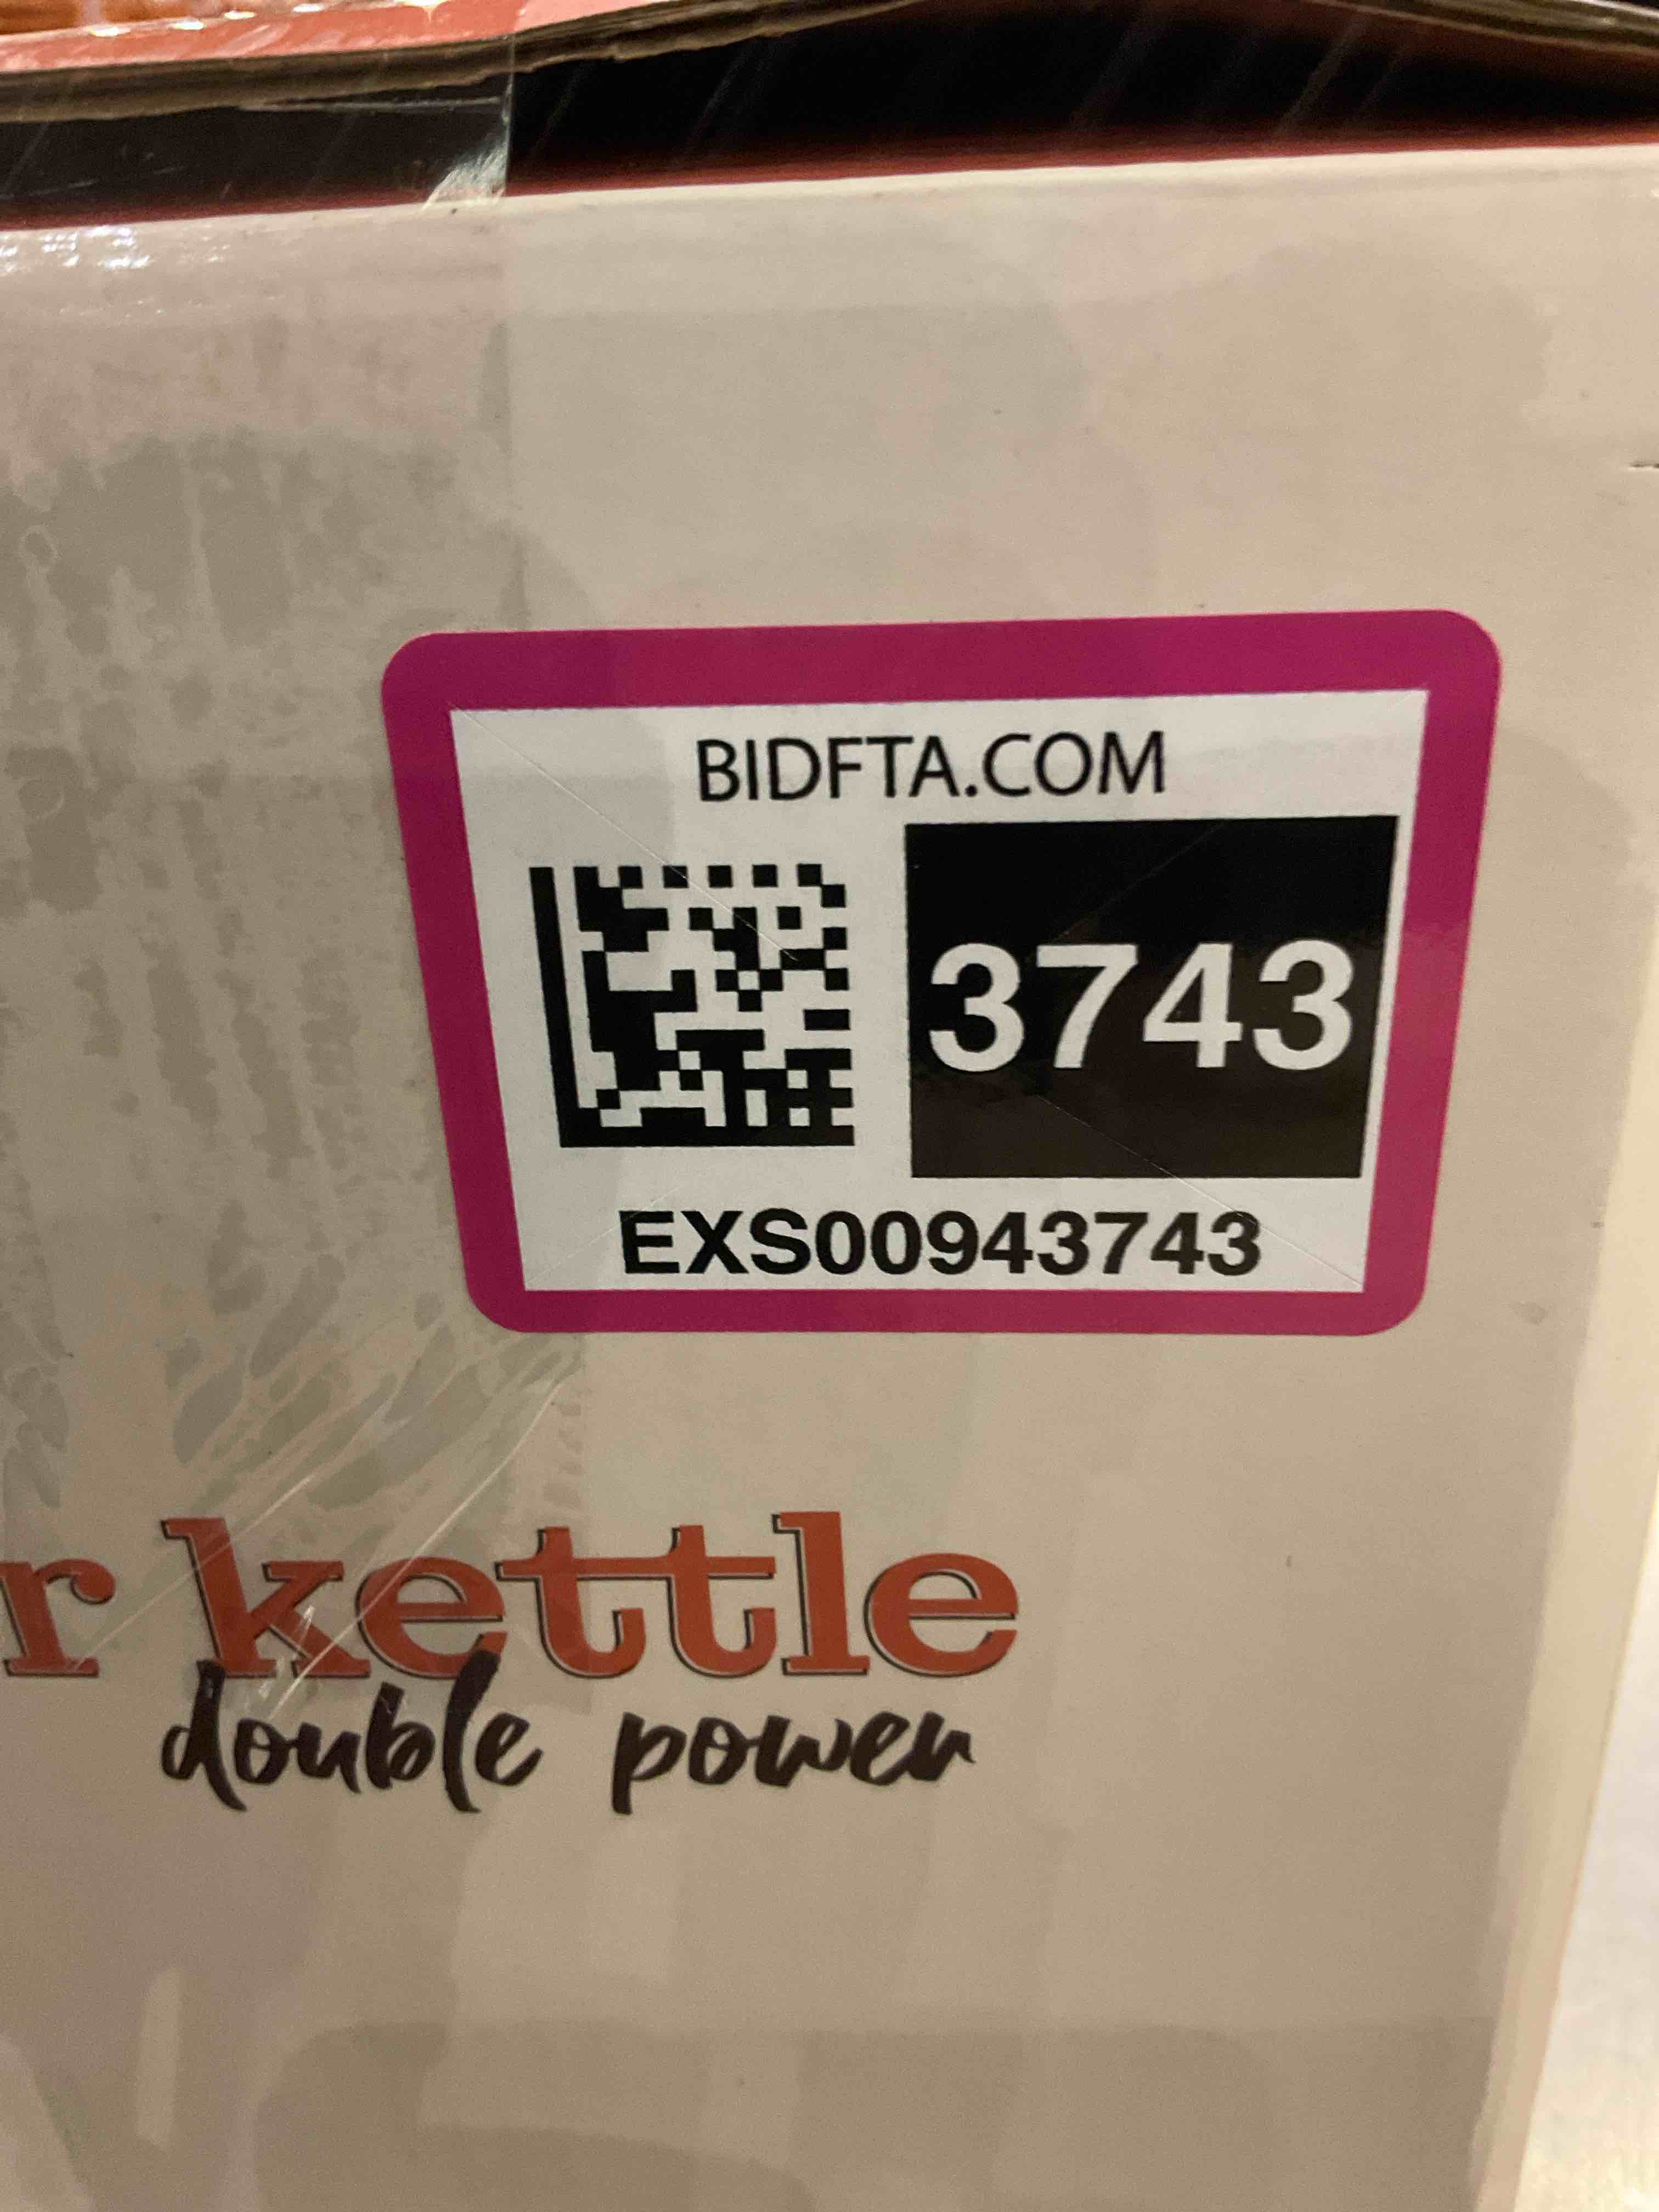 BIDFTA.COM
3743
EXS00943743
r kettle
double power